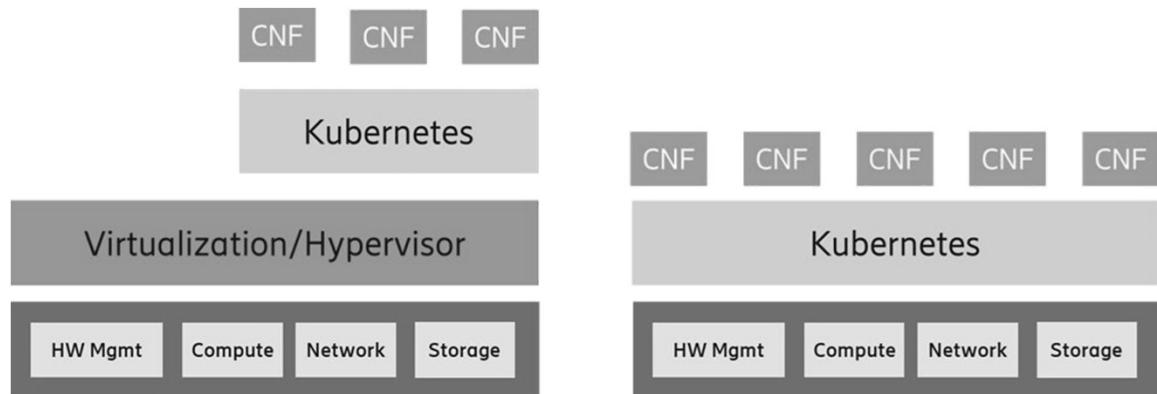 CNF CNF CNF
Kubernetes
Virtualization/Hypervisor
HW Mgmt Compute Network Storage
CNF CNF CNF CNF CNF
Kubernetes
HW Mgmt Compute Network Storage